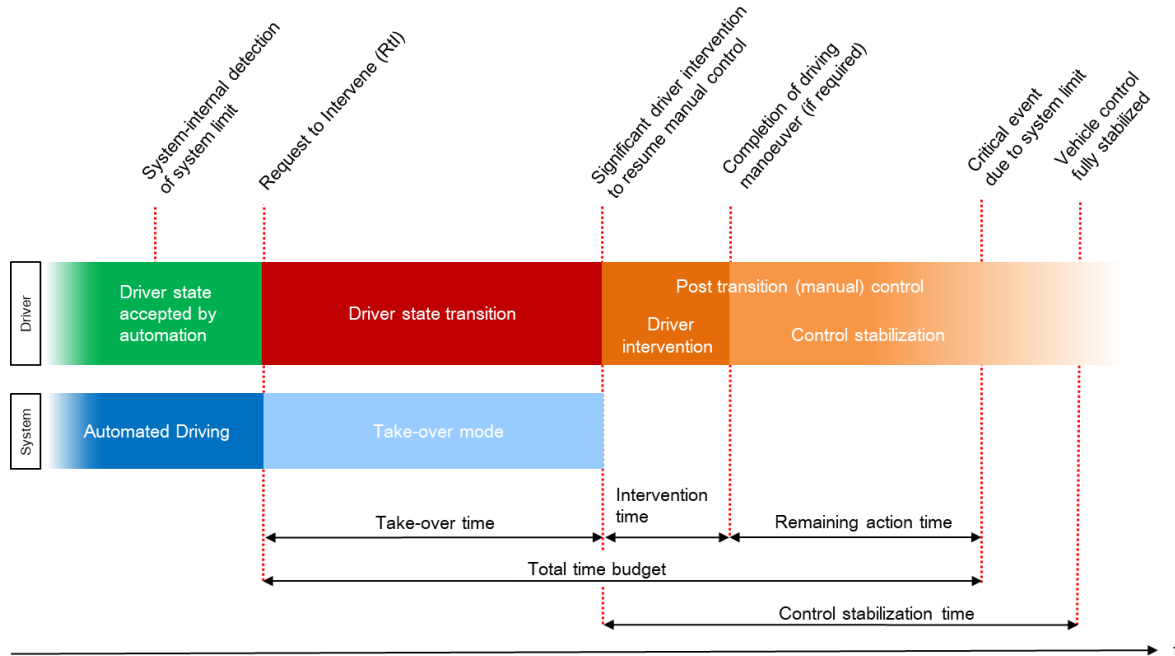 System-internal detection
of system limit
Request to Intervene (RtI)
Significant driver intervention
to resume manual control
Completion of driving
manoeuver (if required)
Critical event
due to system limit
Vehicle control
fully stabilized
Driver
Driver state
accepted by
automation
Driver state transition
Post transition (manual) control
Driver
intervention
Control stabilization
System
Automated Driving
Take-over mode
Take-over time
Intervention
time
Remaining action time
Total time budget
Control stabilization time